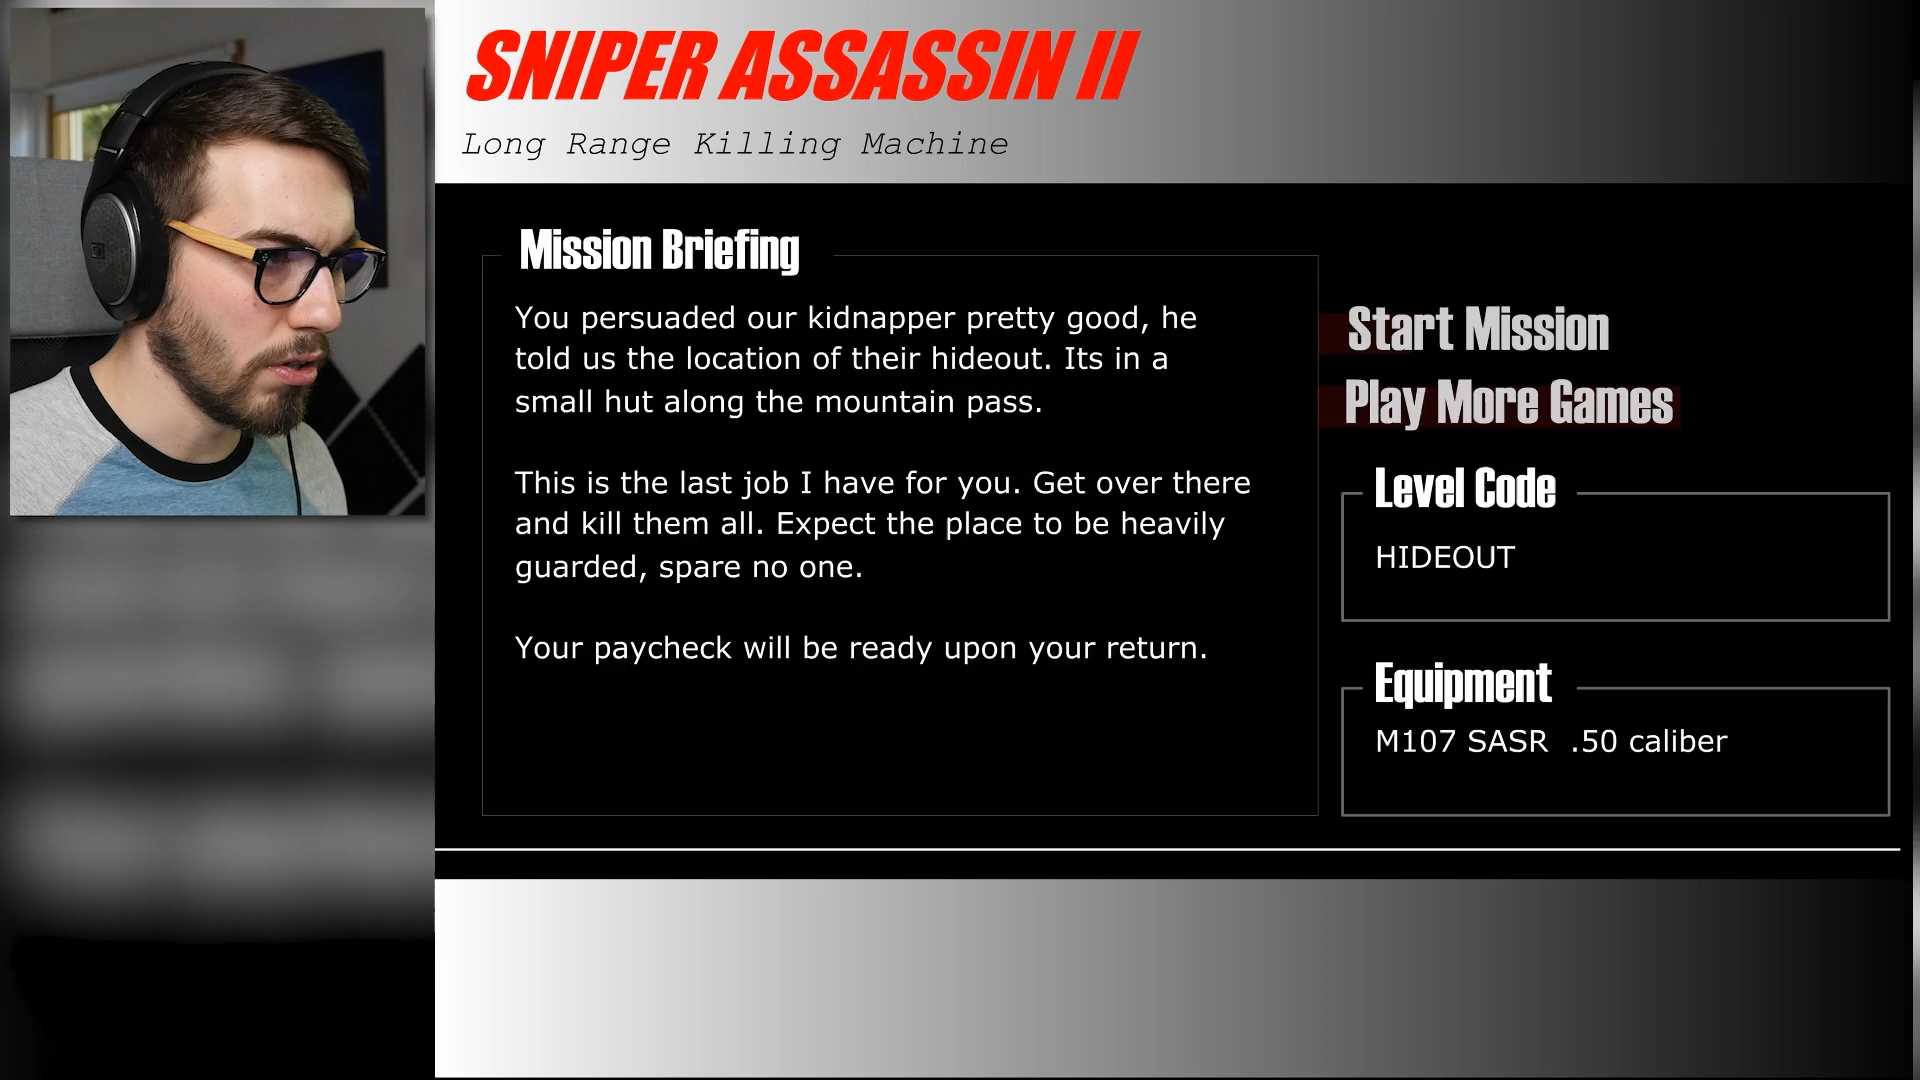 SNIPER ASSASSIN II
Long Range Killing Machine
Mission Briefing
You persuaded our kidnapper pretty good, he
told us the location of their hideout. Its in a
small hut along the mountain pass.
This is the last job I have for you. Get over there
and kill them all. Expect the place to be heavily
guarded, spare no one.
Your paycheck will be ready upon your return.
Start Mission
Play More Games
Level Code
HIDEOUT
Equipment
M107 SASR .50 caliber